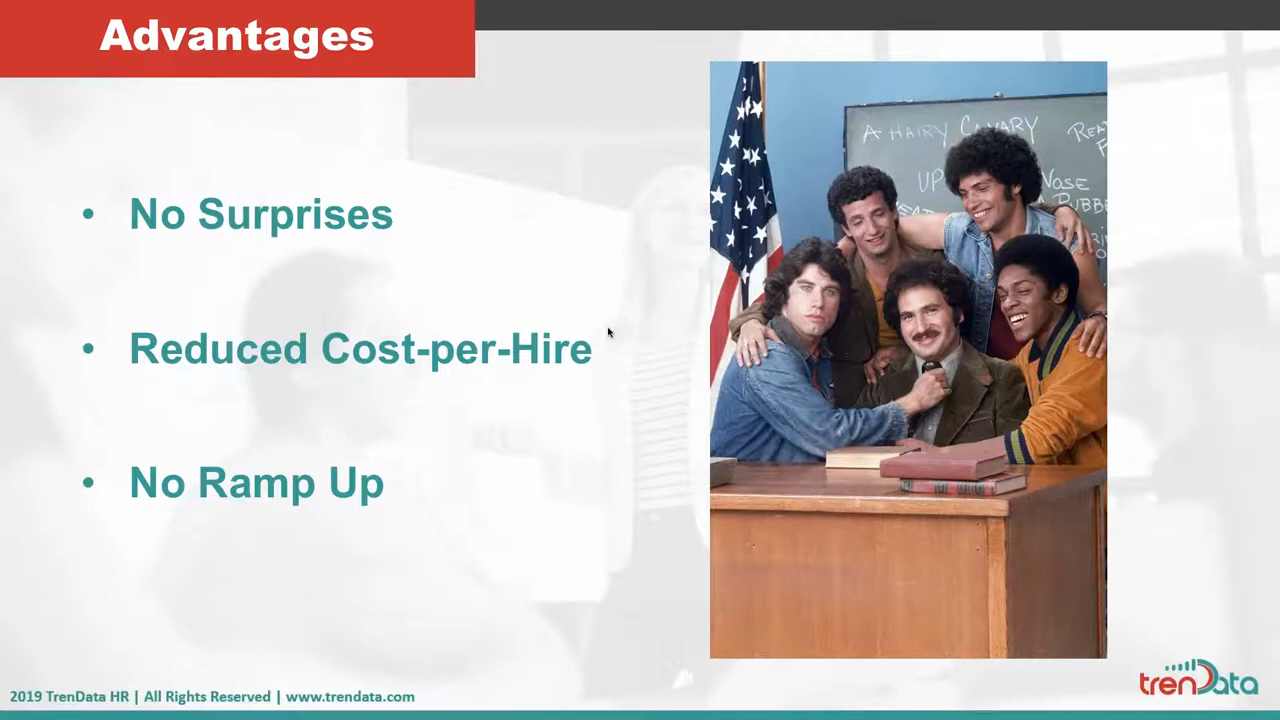 Advantages
• No Surprises
• Reduced Cost-per-Hire
• No Ramp Up
A HAIRY CANARY
UP
NOSE
2019 TrenData HR | All Rights Reserved | www.trendata.com
trenData